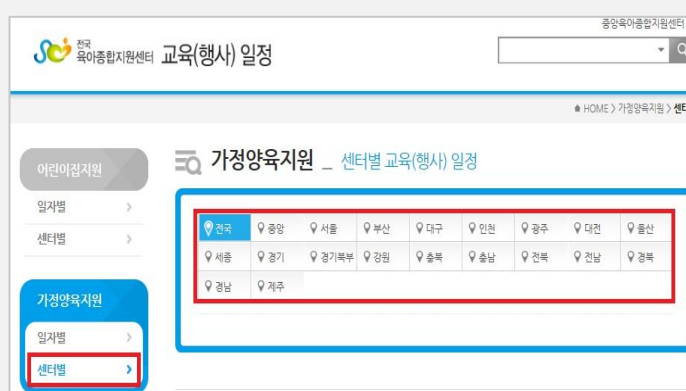 중앙육아종합지원센터
전국
육아종합지원센터 교육(행사) 일정
HOME > 가정양육지원 > 센터
어린이집지원
일자별 >
센터별 >
가정양육지원
일자별 >
센터별 >
가정양육지원 _ 센터별 교육(행사) 일정
전국 중앙 서울 부산 대구 인천 광주 대전 울산
세종 경기 경기북부 강원 충북 충남 전북 전남 경북
경남 제주